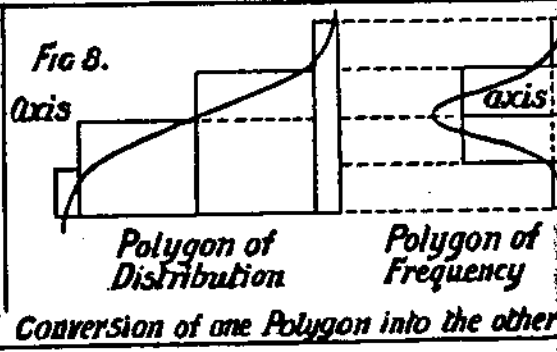 Fig 8.
axis
axis
Polygon of
Distribution
Polygon of
Frequency
Conversion of one Polygon into the other